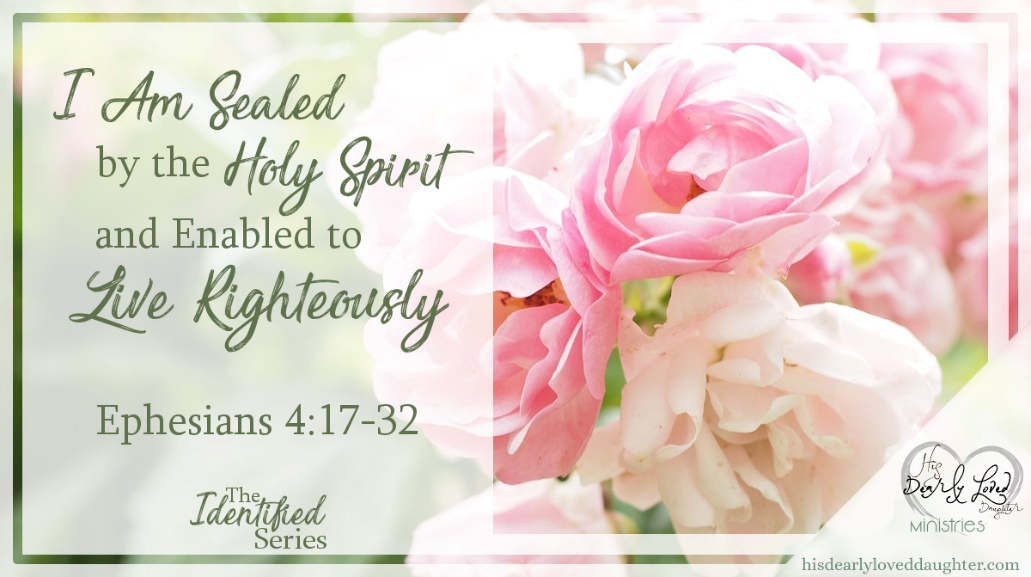 I Am Sealed
by the Holy Spirit
and Enabled to
Live Righteously
Ephesians 4:17-32
The
Identified
Series
His
Dearly Loved
Daughter
MINISTRIES
hisdearlyloveddaughter.com